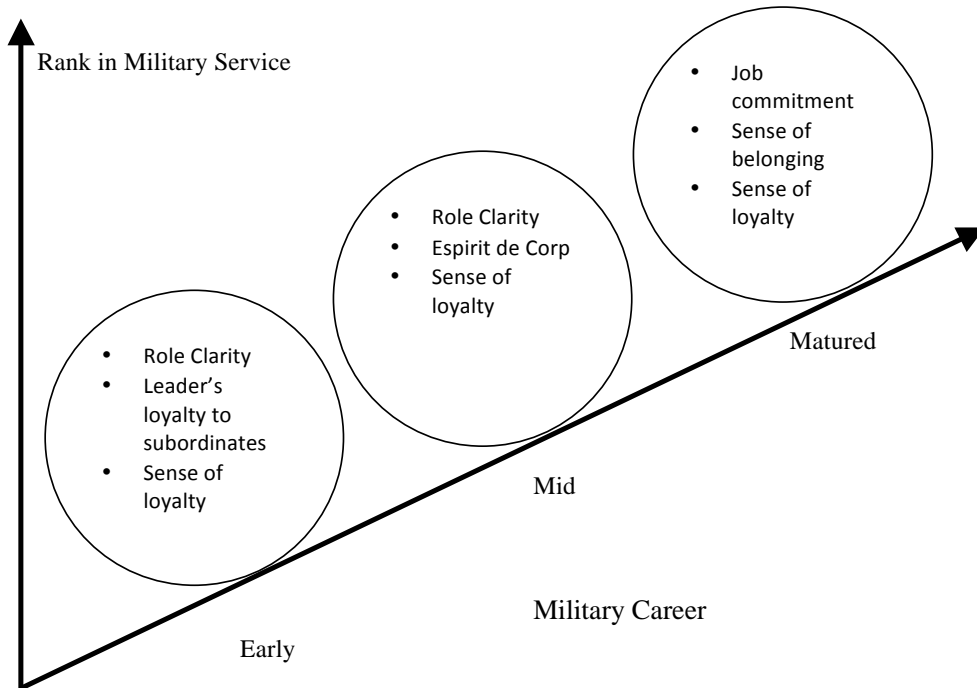 Rank in Military Service
• Job
commitment
• Sense of
belonging
• Sense of
loyalty
• Role Clarity
• Espirit de Corp
• Sense of
loyalty
• Role Clarity
• Leader’s
loyalty to
subordinates
• Sense of
loyalty
Matured
Mid
Military Career
Early